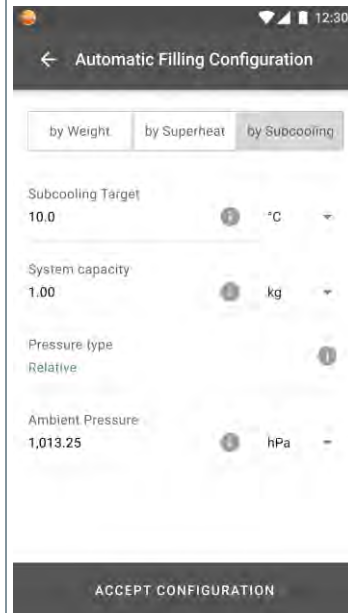 12:30
Automatic Filling Configuration
by Weight by Superheat by Subcooling
Subcooling Target
10.0 °C
System capacity
1.00 kg
Pressure type
Relative
Ambient Pressure
1,013.25 hPa
ACCEPT CONFIGURATION